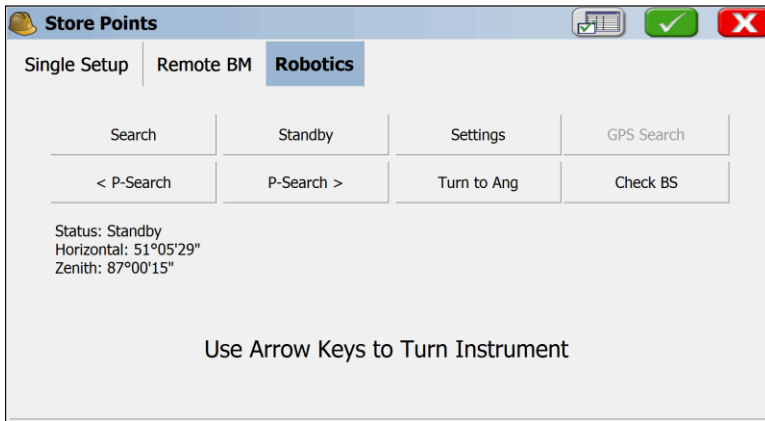 Store Points
Single Setup Remote BM Robotics
Search Standby Settings GPS Search
< P-Search P-Search > Turn to Ang Check BS
Status: Standby
Horizontal: 51°05'29"
Zenith: 87°00'15"
Use Arrow Keys to Turn Instrument